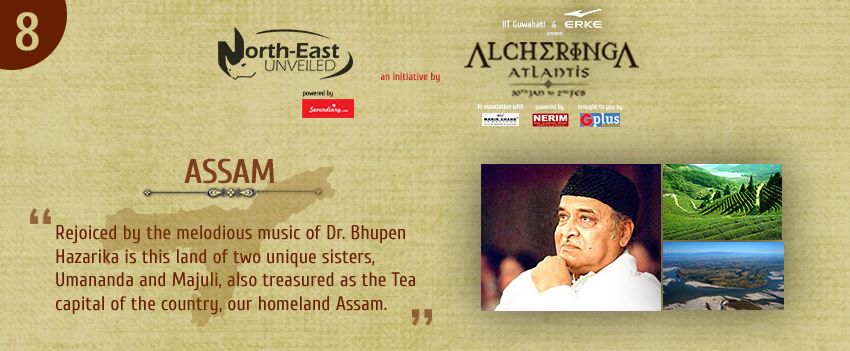 8
IIT Guwahati & ERKE
present
North-East
UNVEILED
an initiative by
ALCHERINGA
ATLANTIS
30TH JAN to 2ND FEB
powered by
In association with powered by brought to you by
NERIM Gplus
ASSAM
“ Rejoiced by the melodious music of Dr. Bhupen
Hazarika is this land of two unique sisters,
Umananda and Majuli, also treasured as the Tea
capital of the country, our homeland Assam. ”